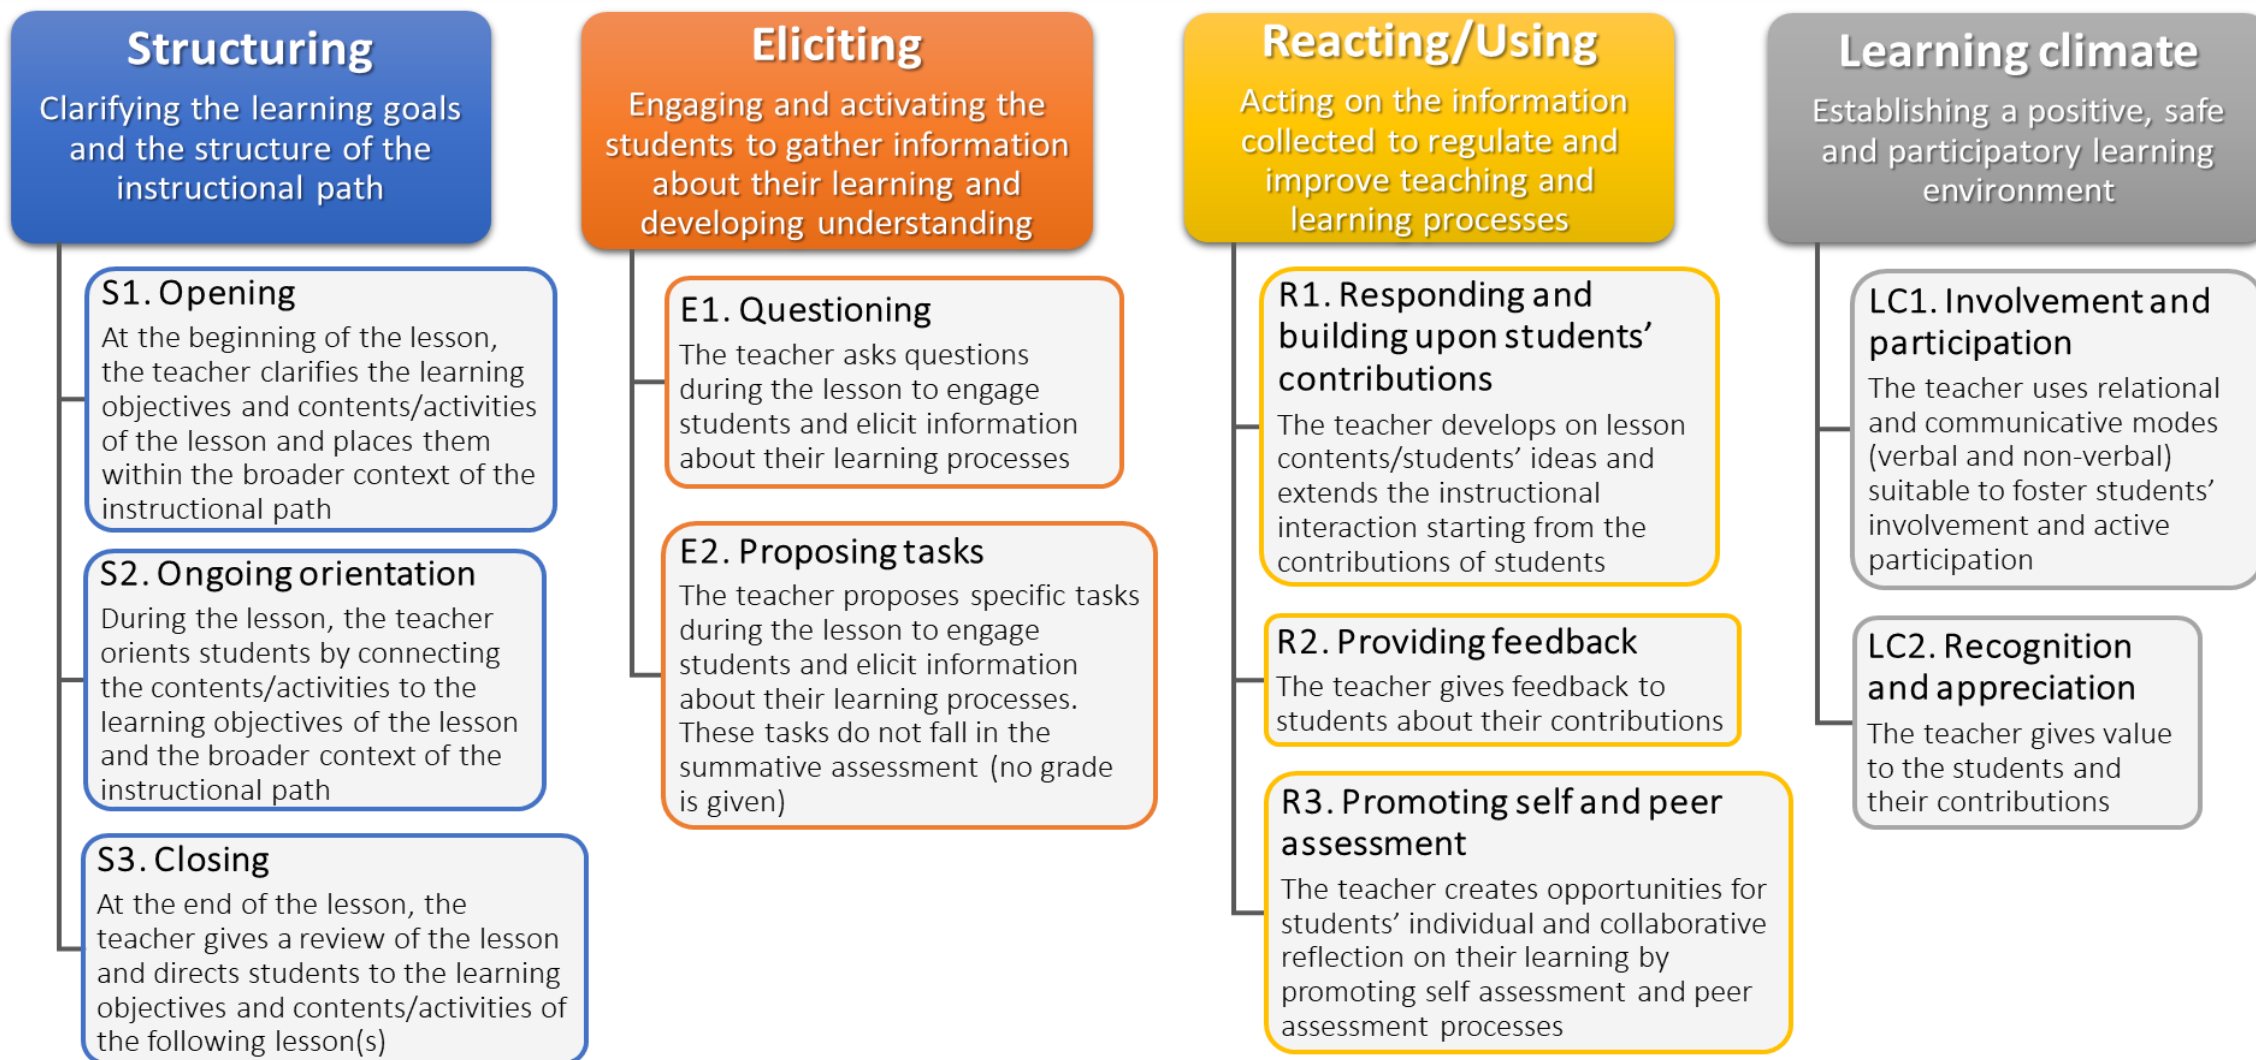 Structuring
Clarifying the learning goals
and the structure of the
instructional path
S1. Opening
At the beginning of the lesson,
the teacher clarifies the learning
objectives and contents/activities
of the lesson and places them
within the broader context of the
instructional path
S2. Ongoing orientation
During the lesson, the teacher
orients students by connecting
the contents/activities to the
learning objectives of the lesson
and the broader context of the
instructional path
S3. Closing
At the end of the lesson, the
teacher gives a review of the lesson
and directs students to the learning
objectives and contents/activities of
the following lesson(s)
Eliciting
Engaging and activating the
students to gather information
about their learning and
developing understanding
E1. Questioning
The teacher asks questions
during the lesson to engage
students and elicit information
about their learning processes
E2. Proposing tasks
The teacher proposes specific tasks
during the lesson to engage
students and elicit information
about their learning processes.
These tasks do not fall in the
summative assessment (no grade
is given)
Reacting/Using
Acting on the information
collected to regulate and
improve teaching and
learning processes
R1. Responding and
building upon students’
contributions
The teacher develops on lesson
contents/students’ ideas and
extends the instructional
interaction starting from the
contributions of students
R2. Providing feedback
The teacher gives feedback to
students about their contributions
R3. Promoting self and peer
assessment
The teacher creates opportunities for
students’ individual and collaborative
reflection on their learning by
promoting self assessment and peer
assessment processes
Learning climate
Establishing a positive, safe
and participatory learning
environment
LC1. Involvement and
participation
The teacher uses relational
and communicative modes
(verbal and non-verbal)
suitable to foster students’
involvement and active
participation
LC2. Recognition
and appreciation
The teacher gives value
to the students and
their contributions